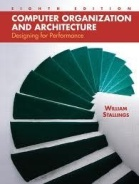 EIGHTH EDITION
COMPUTER ORGANIZATION
AND ARCHITECTURE
Designing for Performance
WILLIAM
STALLINGS